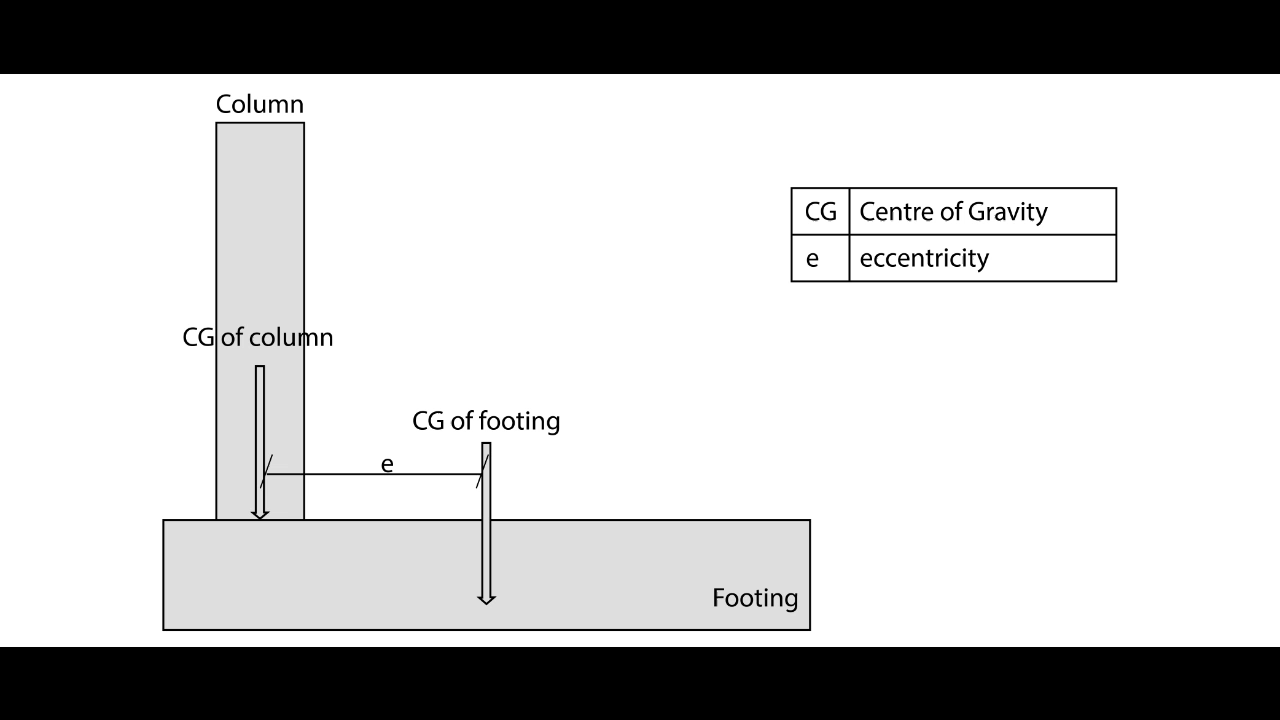 Column
CG Centre of Gravity
e eccentricity
CG of column
CG of footing
e
Footing